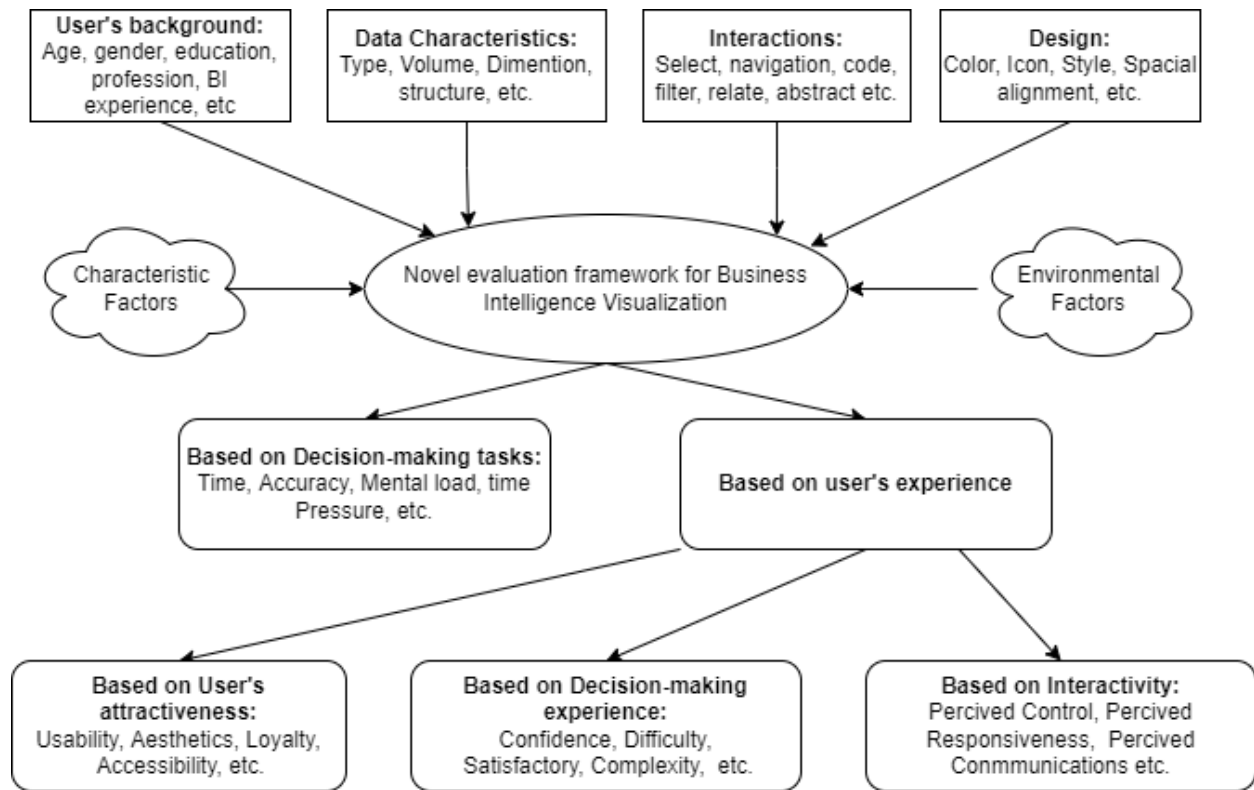 User's background:
Age, gender, education,
profession, BI
experience, etc
Data Characteristics:
Type, Volume, Dimention,
structure, etc.
Interactions:
Select, navigation, code,
filter, relate, abstract etc.
Design:
Color, Icon, Style, Spacial
alignment, etc.
Characteristic
Factors
Novel evaluation framework for Business
Intelligence Visualization
Environmental
Factors
Based on Decision-making tasks:
Time, Accuracy, Mental load, time
Pressure, etc.
Based on user's experience
Based on User's
attractiveness:
Usability, Aesthetics, Loyalty,
Accessibility, etc.
Based on Decision-making
experience:
Confidence, Difficulty,
Satisfactory, Complexity, etc.
Based on Interactivity:
Percived Control, Percived
Responsiveness, Percived
Conmmunications etc.